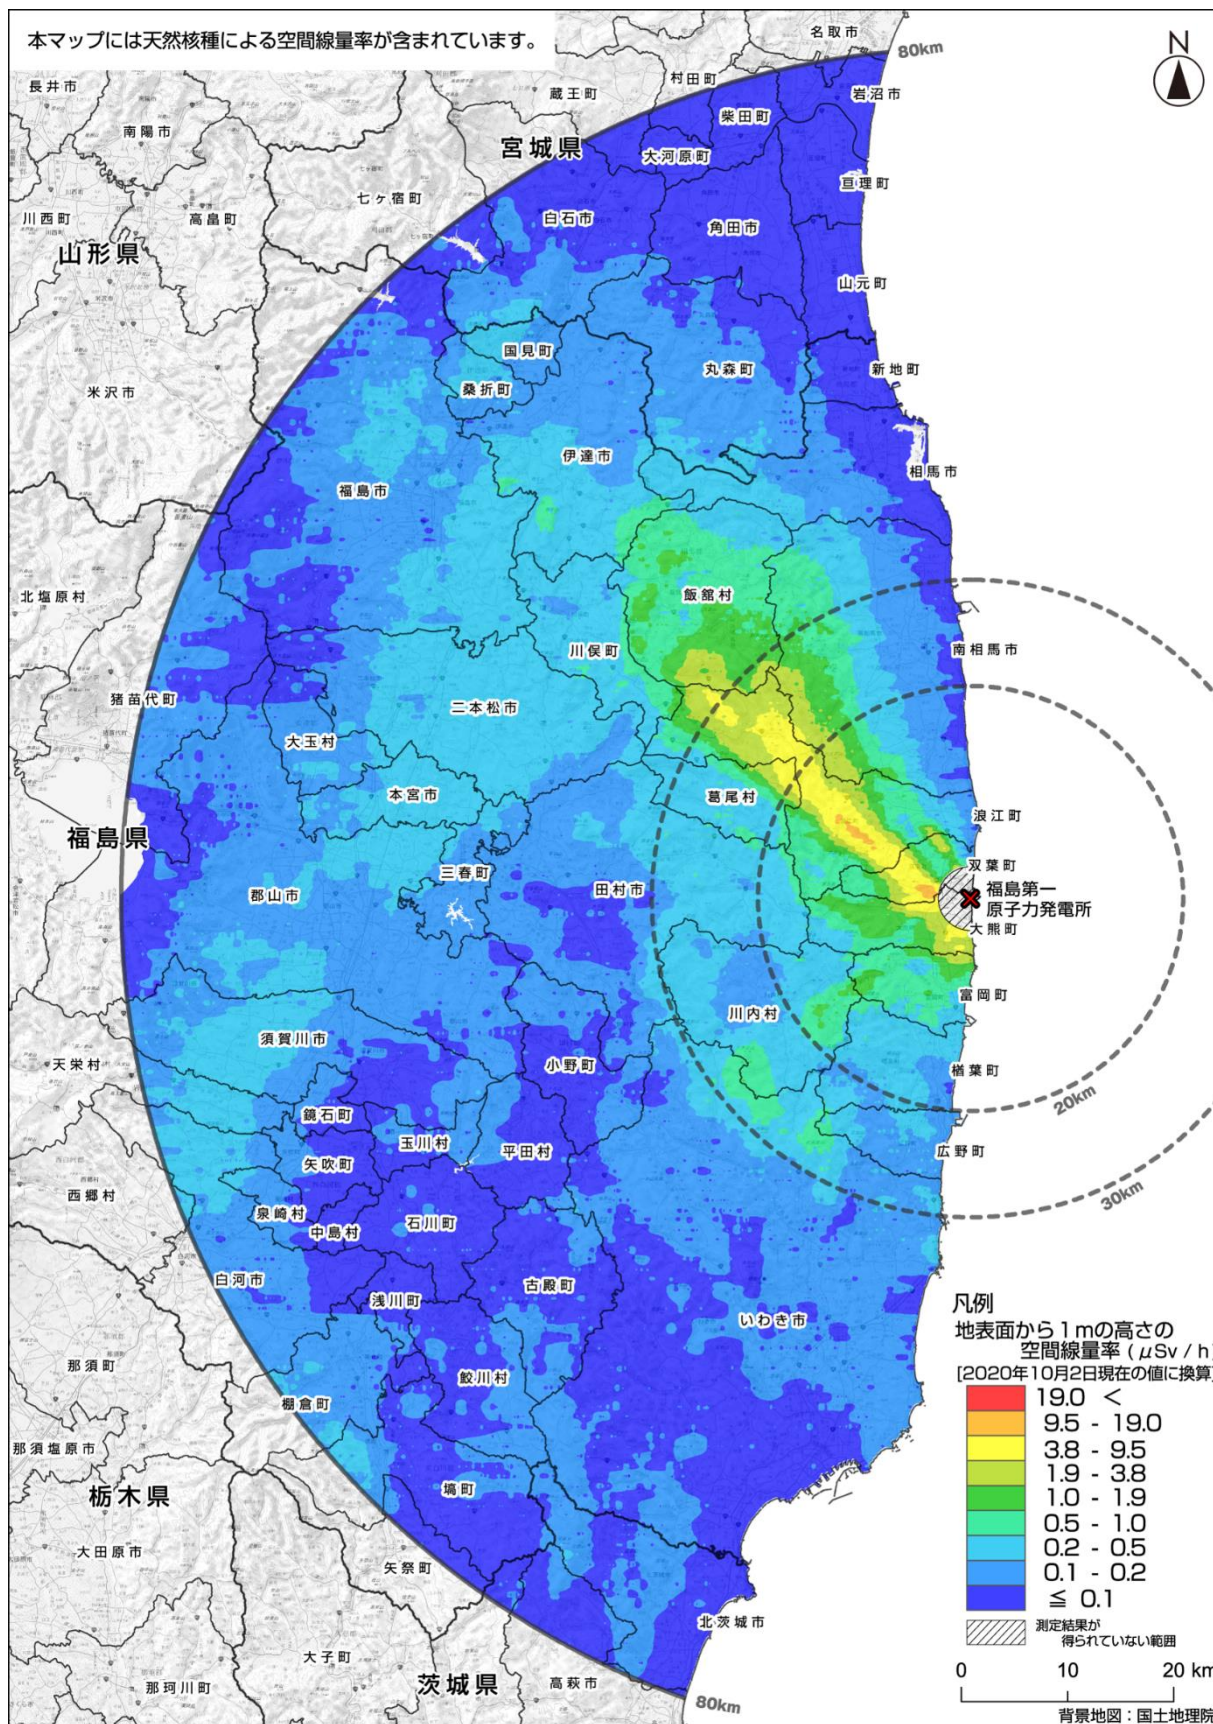 本マップには天然核種による空間線量率が含まれています。
N
80km
名取市
村田町
長井市
蔵王町
岩沼市
柴田町
南陽市
宮城県
大河原町
亘理町
七ヶ宿町
川西町
高畠町
白石市
角田市
山形県
山元町
国見町
新地町
丸森町
桑折町
米沢市
伊達市
相馬市
福島市
飯舘村
北塩原村
川俣町
南相馬市
猪苗代町
二本松市
大玉村
本宮市
葛尾村
浪江町
福島県
双葉町
三春町
田村市
福島第一
原子力発電所
郡山市
大熊町
富岡町
川内村
須賀川市
天栄村
小野町
楢葉町
20km
鏡石町
玉川村
平田村
広野町
矢吹町
西郷村
30km
泉崎村
中島村
石川町
白河市
古殿町
浅川町
いわき市
那須町
鮫川村
棚倉町
那須塩原市
塙町
栃木県
大田原市
矢祭町
北茨城市
大子町
茨城県
高萩市
那珂川町
80km
凡例
地表面から1mの高さの
空間線量率(μSv/h)
[2020年10月2日現在の値に換算]
19.0 <
9.5 - 19.0
3.8 - 9.5
1.9 - 3.8
1.0 - 1.9
0.5 - 1.0
0.2 - 0.5
0.1 - 0.2
≦ 0.1
測定結果が
得られていない範囲
0 10 20 km
背景地図:国土地理院